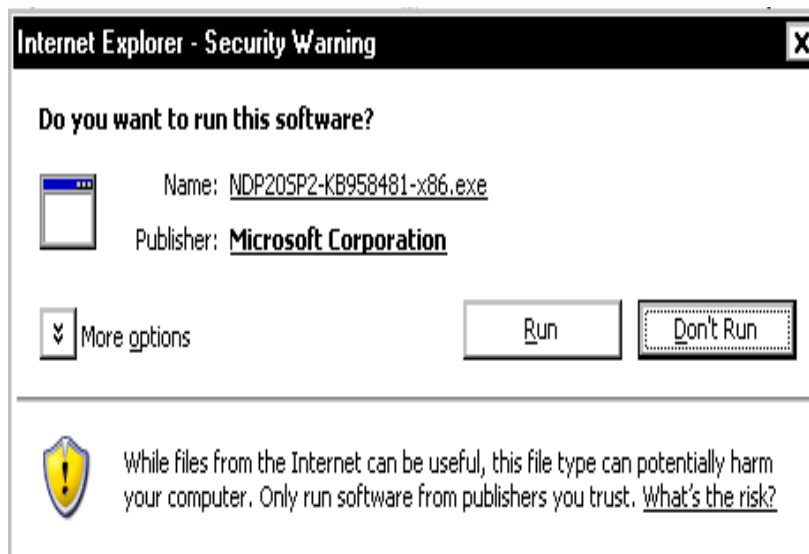 Internet Explorer - Security Warning
Do you want to run this software?
Name: NDP20SP2-KB958481-x86.exe
Publisher: Microsoft Corporation
More options
Run
Don't Run
While files from the Internet can be useful, this file type can potentially harm
your computer. Only run software from publishers you trust. What's the risk?